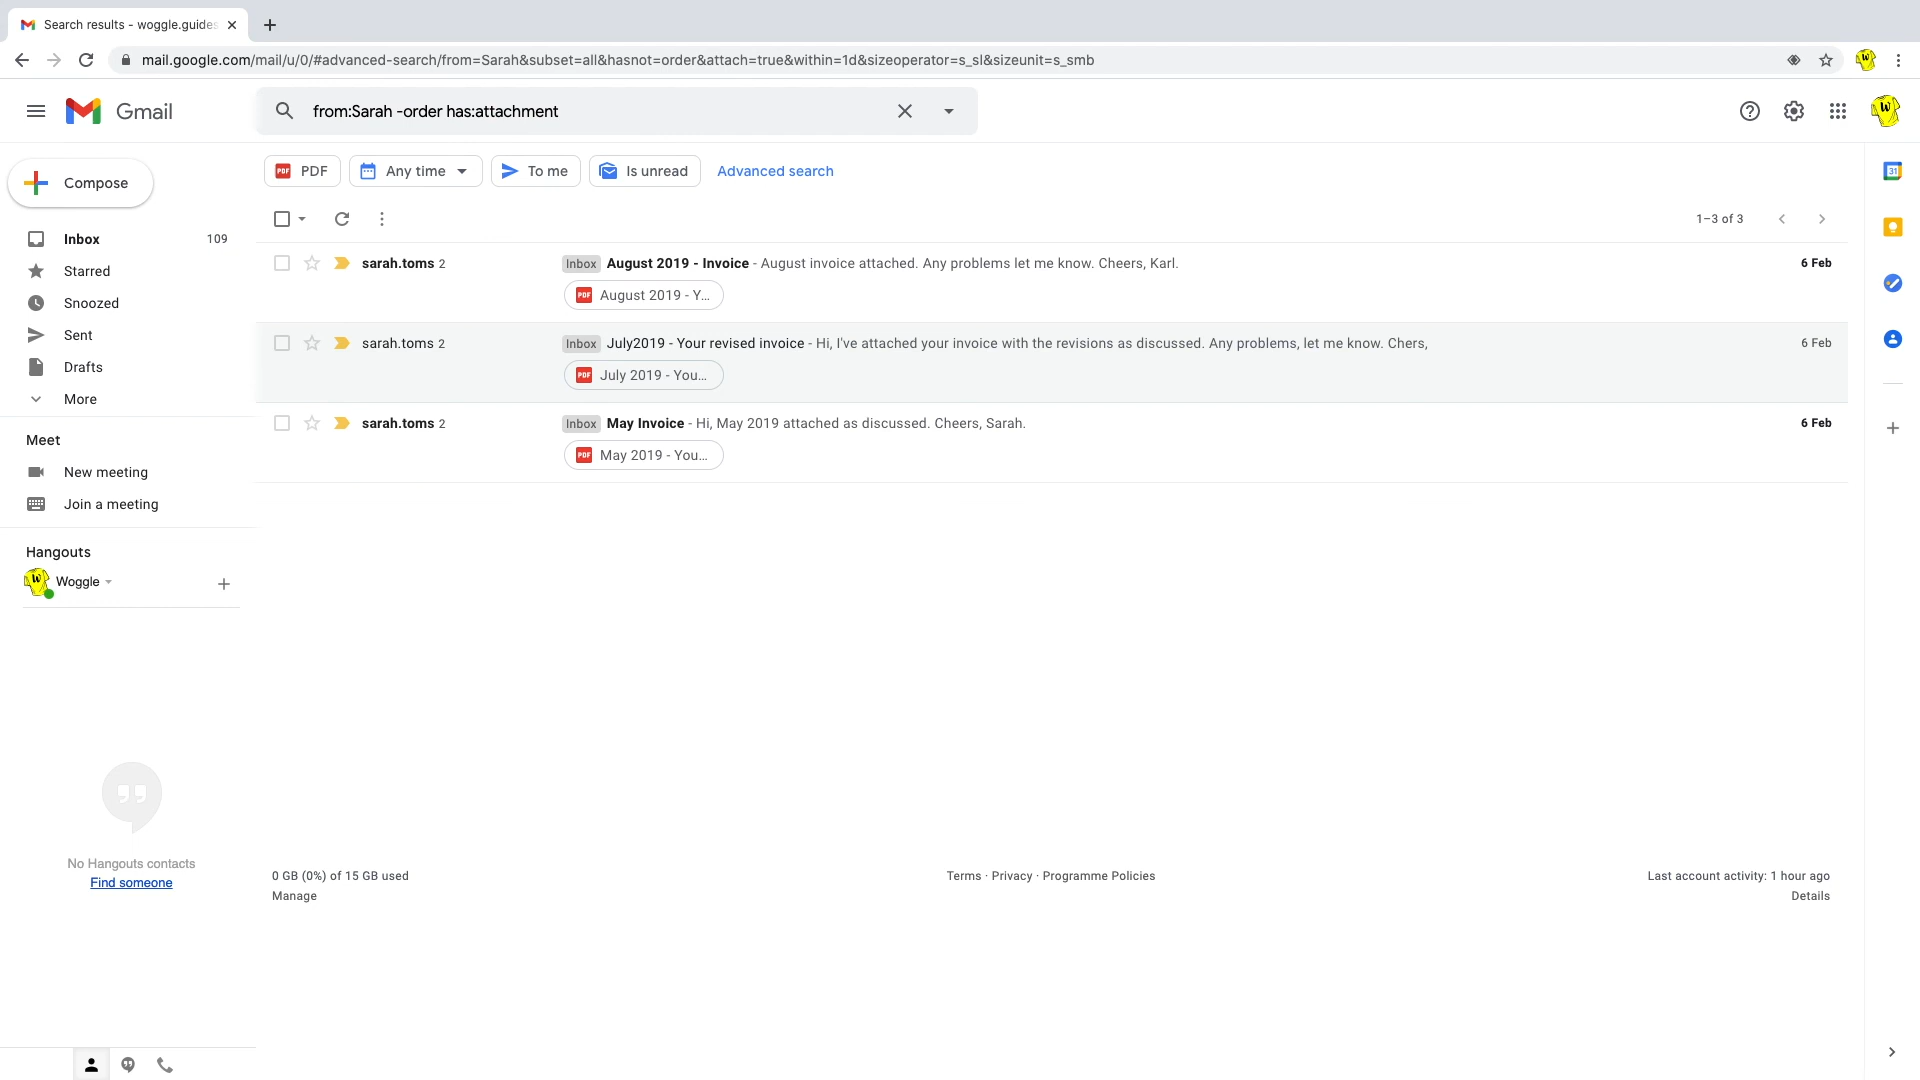 Search results - woggle.guides
mail.google.com/mail/u/0/#advanced-search/from=Sarah&subset=all&hasnot=order&attach=true&within=1d&sizeoperator=s_sl&sizeunit=s_smb
Gmail
from:Sarah -order has:attachment
Compose
PDF PDF
Any time
To me
Is unread
Advanced search
1–3 of 3
Inbox 109
Starred
Snoozed
Sent
Drafts
More
sarah.toms 2 Inbox August 2019 - Invoice - August invoice attached. Any problems let me know. Cheers, Karl. 6 Feb
PDF August 2019 - Y...
sarah.toms 2 Inbox July2019 - Your revised invoice - Hi, I've attached your invoice with the revisions as discussed. Any problems, let me know. Chers, 6 Feb
PDF July 2019 - You...
sarah.toms 2 Inbox May Invoice - Hi, May 2019 attached as discussed. Cheers, Sarah. 6 Feb
PDF May 2019 - You...
Meet
New meeting
Join a meeting
Hangouts
W Woggle
No Hangouts contacts
Find someone
0 GB (0%) of 15 GB used
Manage
Terms · Privacy · Programme Policies
Last account activity: 1 hour ago
Details
W
W
31